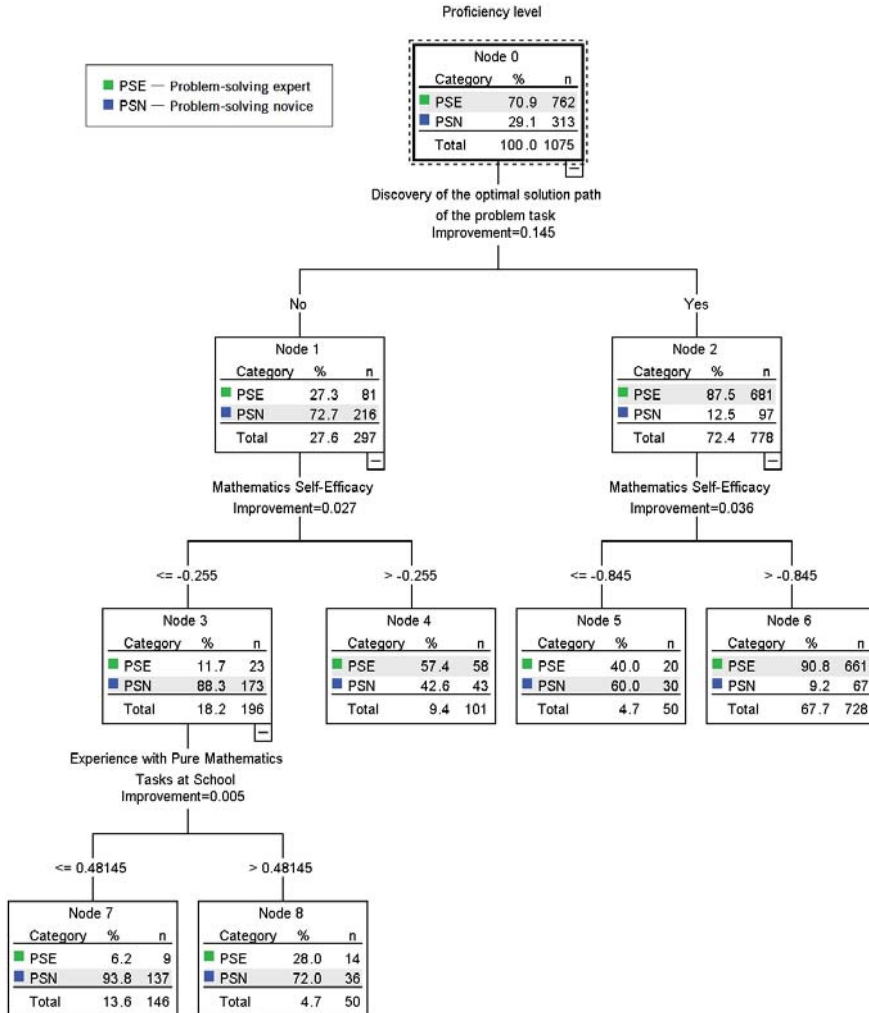 Proficiency level
PSE — Problem-solving expert
PSN — Problem-solving novice
Node 0
Category % n
PSE 70.9 762
PSN 29.1 313
Total 100.0 1075
Discovery of the optimal solution path
of the problem task
Improvement=0.145
No
Yes
Node 1
Category % n
PSE 27.3 81
PSN 72.7 216
Total 27.6 297
Node 2
Category % n
PSE 87.5 681
PSN 12.5 97
Total 72.4 778
Mathematics Self-Efficacy
Improvement=0.027
Mathematics Self-Efficacy
Improvement=0.036
<= -0.255
> -0.255
<= -0.845
> -0.845
Node 3
Category % n
PSE 11.7 23
PSN 88.3 173
Total 18.2 196
Node 4
Category % n
PSE 57.4 58
PSN 42.6 43
Total 9.4 101
Node 5
Category % n
PSE 40.0 20
PSN 60.0 30
Total 4.7 50
Node 6
Category % n
PSE 90.8 661
PSN 9.2 67
Total 67.7 728
Experience with Pure Mathematics
Tasks at School
Improvement=0.005
<= 0.48145
> 0.48145
Node 7
Category % n
PSE 6.2 9
PSN 93.8 137
Total 13.6 146
Node 8
Category % n
PSE 28.0 14
PSN 72.0 36
Total 4.7 50